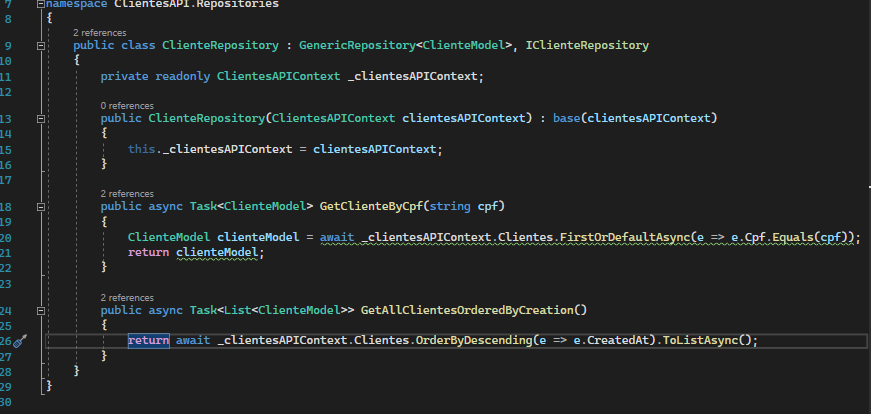 7 namespace ClientesAPI.Repositories
8 {
2 references
9 public class ClienteRepository : GenericRepository<ClienteModel>, IClienteRepository
10 {
11 private readonly ClientesAPIContext _clientesAPIContext;
12
0 references
13 public ClienteRepository(ClientesAPIContext clientesAPIContext) : base(clientesAPIContext)
14 {
15 this._clientesAPIContext = clientesAPIContext;
16 }
17
2 references
18 public async Task<ClienteModel> GetClienteByCpf(string cpf)
19 {
20 ClienteModel clienteModel = await _clientesAPIContext.Clientes.FirstOrDefaultAsync(e => e.Cpf.Equals(cpf));
21 return clienteModel;
22 }
23
2 references
24 public async Task<List<ClienteModel>> GetAllClientesOrderedByCreation()
25 {
26 return await _clientesAPIContext.Clientes.OrderByDescending(e => e.CreatedAt).ToListAsync();
27 }
28 }
29 }
30